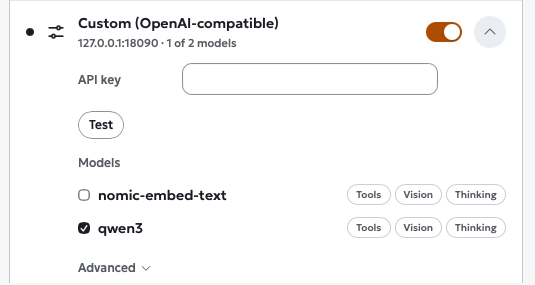 Custom (OpenAI-compatible)
127.0.0.1:18090 · 1 of 2 models
API key
Test
Models
nomic-embed-text Tools Vision Thinking
qwen3 Tools Vision Thinking
Advanced